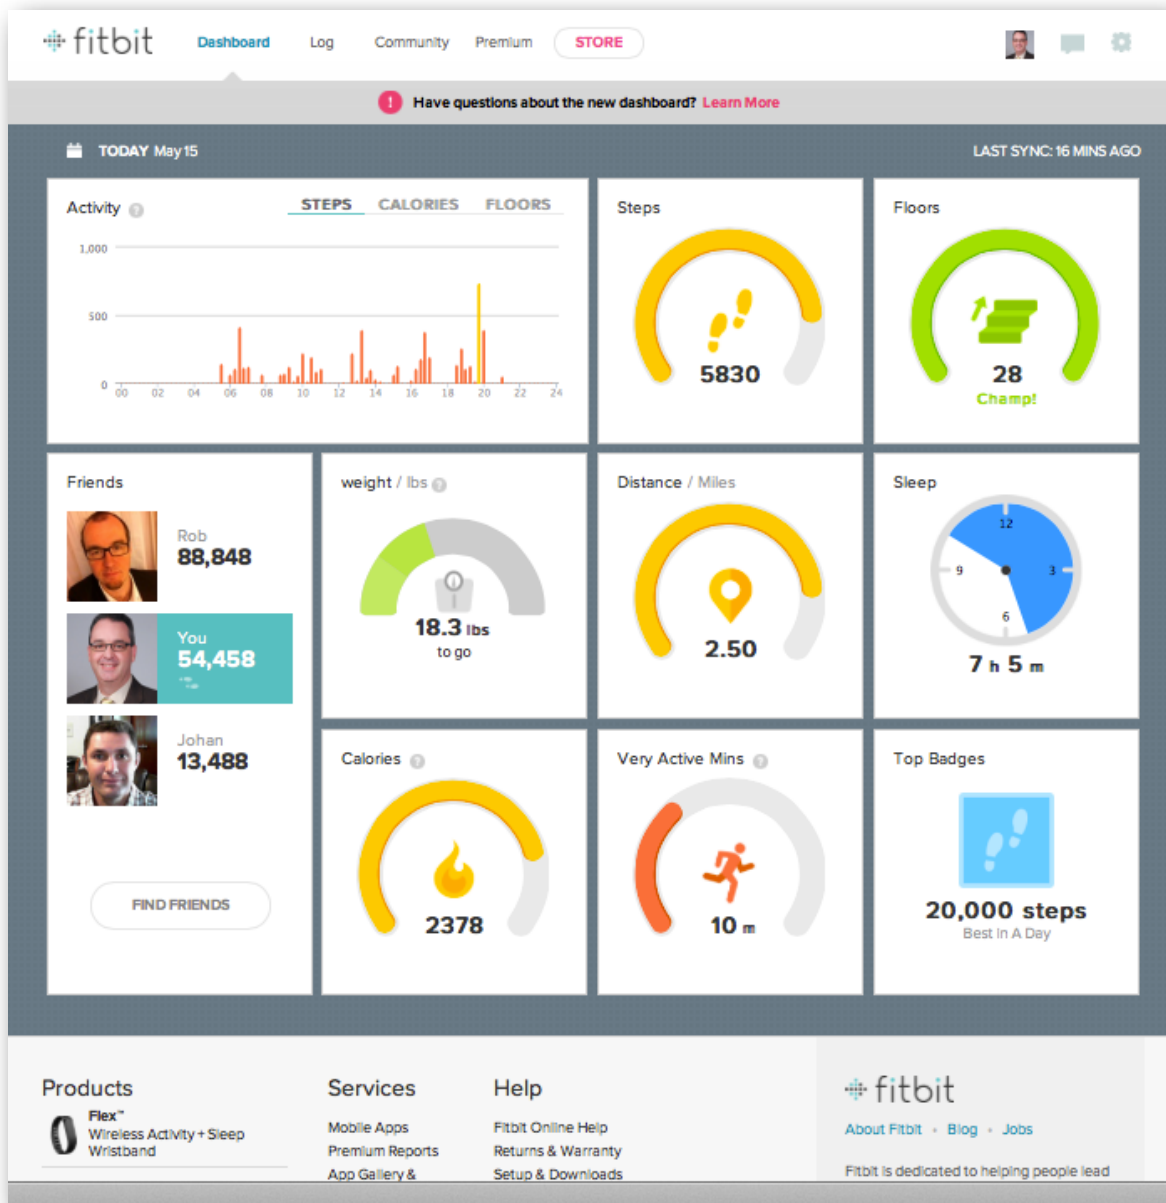 fitbit
Dashboard
Log
Community
Premium
STORE
! Have questions about the new dashboard? Learn More
TODAY May 15
LAST SYNC: 16 MINS AGO
Activity ?
STEPS CALORIES FLOORS
1,000
500
0
00 02 04 06 08 10 12 14 16 18 20 22 24
Steps
5830
Floors
28
Champ!
Friends
Rob
88,848
You
54,458
Johan
13,488
FIND FRIENDS
weight / lbs ?
18.3 lbs
to go
Distance / Miles
2.50
Sleep
12
9 3
6
7 h 5 m
Calories ?
2378
Very Active Mins ?
10 m
Top Badges
20,000 steps
Best In A Day
Products
Flex™
Wireless Activity + Sleep
Wristband
Services
Mobile Apps
Premium Reports
App Gallery &
Help
Fitbit Online Help
Returns & Warranty
Setup & Downloads
fitbit
About Fitbit • Blog • Jobs
Fitbit is dedicated to helping people lead